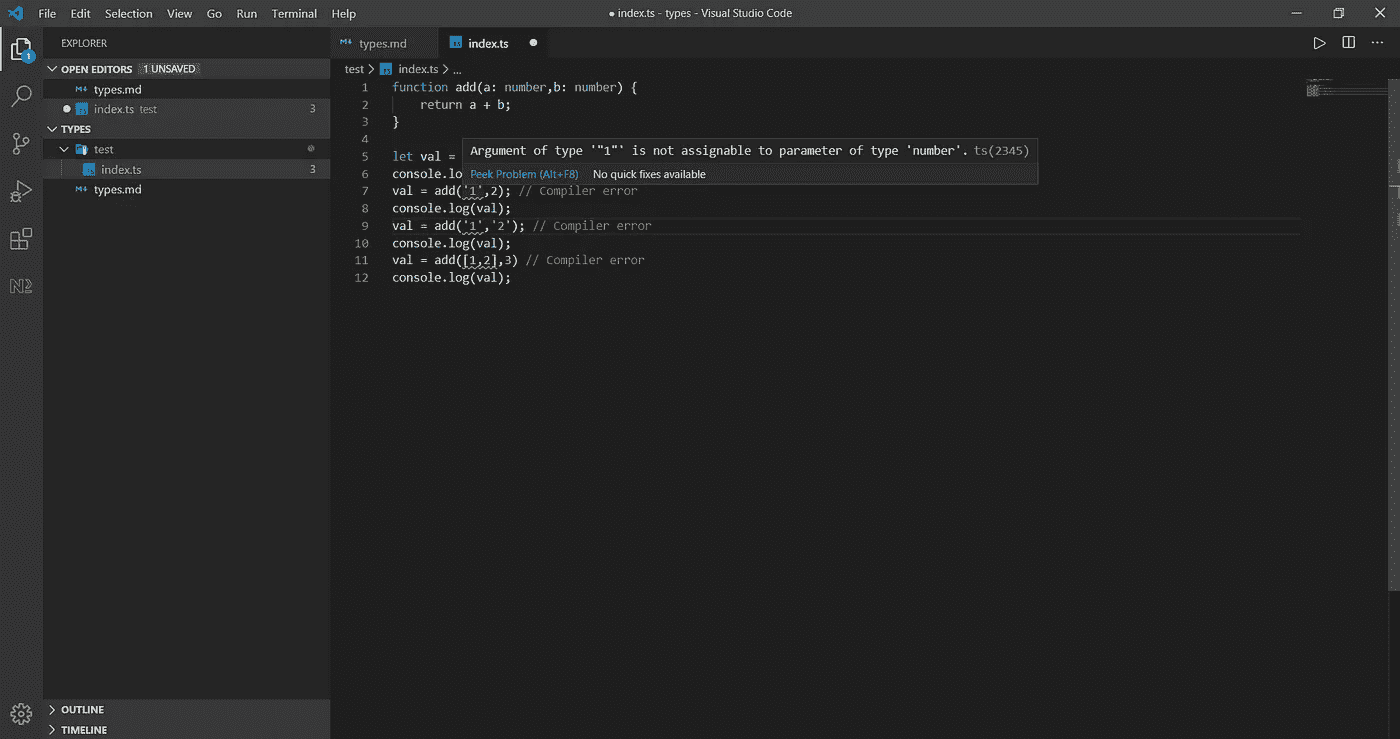 File Edit Selection View Go Run Terminal Help
● index.ts - types - Visual Studio Code
1
EXPLORER
OPEN EDITORS 1 UNSAVED
types.md
index.ts test 3
TYPES
test
index.ts 3
types.md
OUTLINE
TIMELINE
types.md index.ts
test > index.ts > ...
1 function add(a: number,b: number) {
2 return a + b;
3 }
4
Argument of type '"1"' is not assignable to parameter of type 'number'. ts(2345)
5 let val =
Peek Problem (Alt+F8) No quick fixes available
6 console.lo
7 val = add('1',2); // Compiler error
8 console.log(val);
9 val = add('1','2'); // Compiler error
10 console.log(val);
11 val = add([1,2],3) // Compiler error
12 console.log(val);